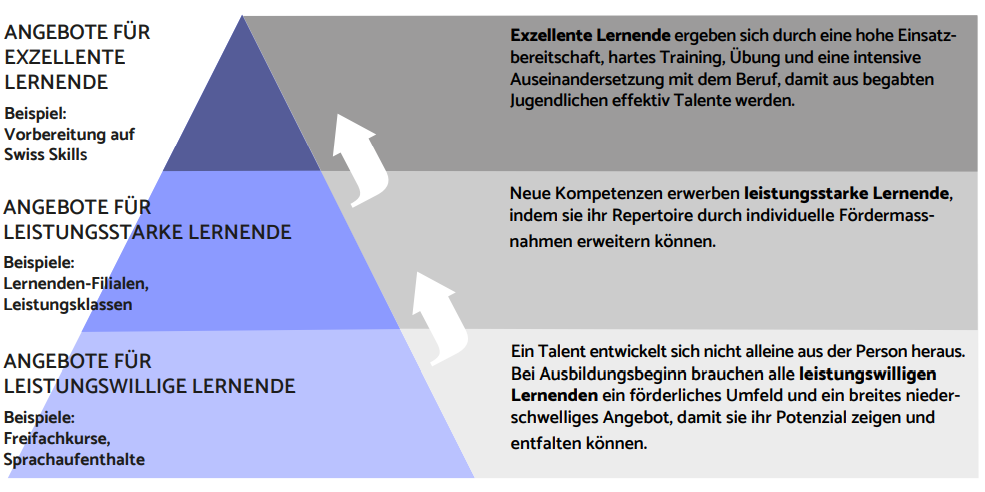 ANGEBOTE FÜR
EXZELLENTE
LERNENDE
Beispiel:
Vorbereitung auf
Swiss Skills
Exzellente Lernende ergeben sich durch eine hohe Einsatz-
bereitschaft, hartes Training, Übung und eine intensive
Auseinandersetzung mit dem Beruf, damit aus begabten
Jugendlichen effektiv Talente werden.
ANGEBOTE FÜR
LEISTUNGSSTARKE LERNENDE
Beispiele:
Lernenden-Filialen,
Leistungsklassen
Neue Kompetenzen erwerben leistungsstarke Lernende,
indem sie ihr Repertoire durch individuelle Fördermass-
nahmen erweitern können.
ANGEBOTE FÜR
LEISTUNGSWILLIGE LERNENDE
Beispiele:
Freifachkurse,
Sprachaufenthalte
Ein Talent entwickelt sich nicht alleine aus der Person heraus.
Bei Ausbildungsbeginn brauchen alle leistungswilligen
Lernenden ein förderliches Umfeld und ein breites nieder-
schwelliges Angebot, damit sie ihr Potenzial zeigen und
entfalten können.